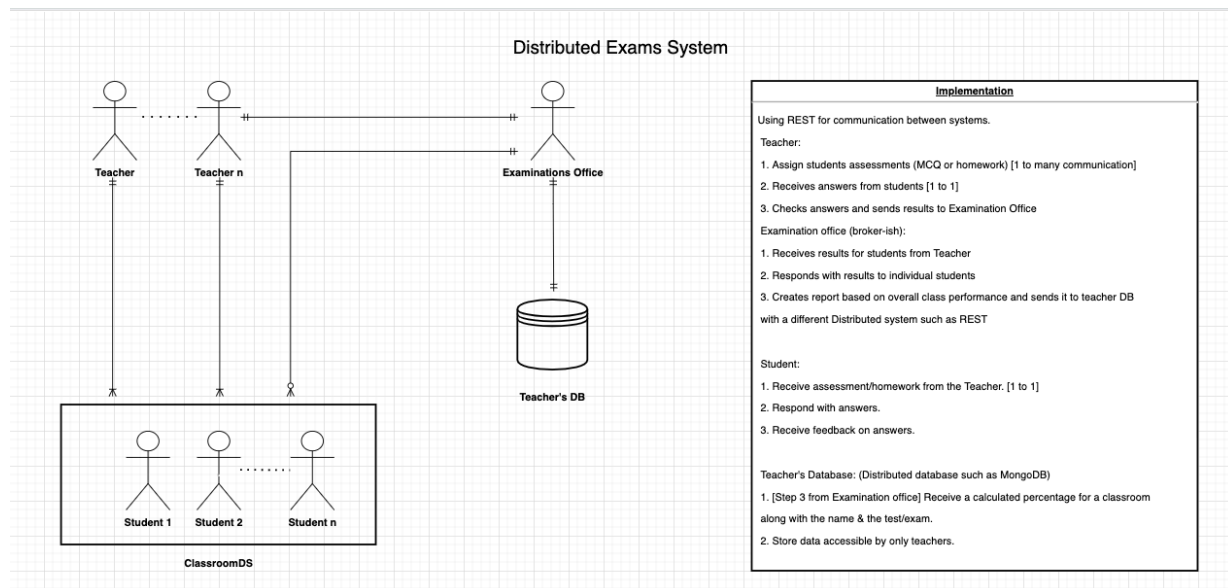 Distributed Exams System
Teacher
Teacher n
Examinations Office
Teacher's DB
Student 1
Student 2
Student n
ClassroomDS
Implementation
Using REST for communication between systems.
Teacher:
1. Assign students assessments (MCQ or homework) [1 to many communication]
2. Receives answers from students [1 to 1]
3. Checks answers and sends results to Examination Office
Examination office (broker-ish):
1. Receives results for students from Teacher
2. Responds with results to individual students
3. Creates report based on overall class performance and sends it to teacher DB
with a different Distributed system such as REST
Student:
1. Receive assessment/homework from the Teacher. [1 to 1]
2. Respond with answers.
3. Receive feedback on answers.
Teacher's Database: (Distributed database such as MongoDB)
1. [Step 3 from Examination office] Receive a calculated percentage for a classroom
along with the name & the test/exam.
2. Store data accessible by only teachers.